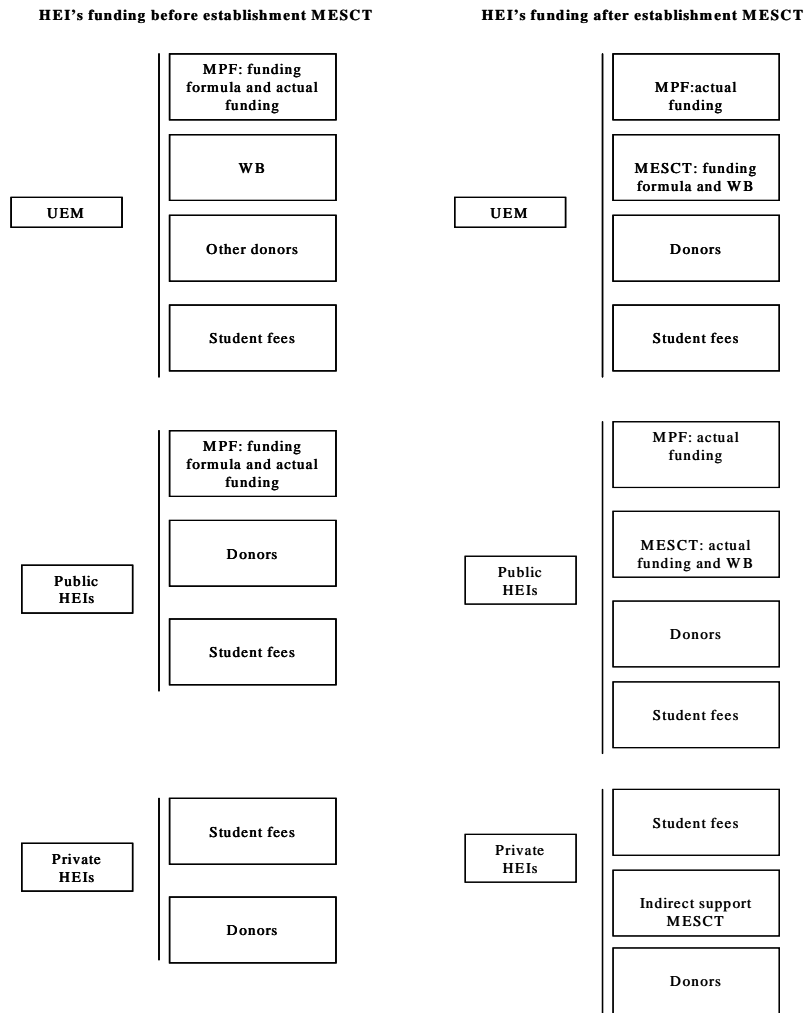 HEI's funding before establishment MESCT
MPF: funding
formula and actual
funding
WB
UEM
Other donors
Student fees
MPF: funding
formula and actual
funding
Donors
Public
HEIs
Student fees
Student fees
Private
HEIs
Donors
HEI's funding after establishment MESCT
MPF:actual
funding
MESCT: funding
formula and WB
UEM
Donors
Student fees
MPF: actual
funding
MESCT: actual
funding and WB
Public
HEIs
Donors
Student fees
Student fees
Private
HEIs
Indirect support
MESCT
Donors